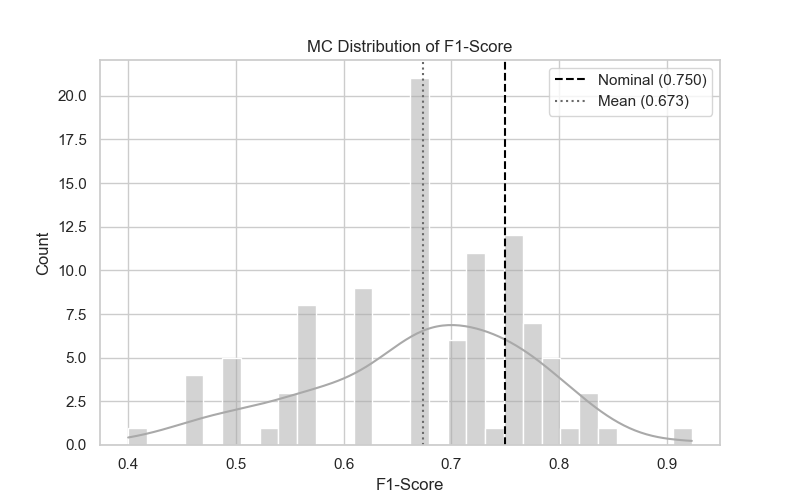 MC Distribution of F1-Score
Nominal (0.750)
Mean (0.673)
Count
20.0
17.5
15.0
12.5
10.0
7.5
5.0
2.5
0.0
0.4 0.5 0.6 0.7 0.8 0.9
F1-Score